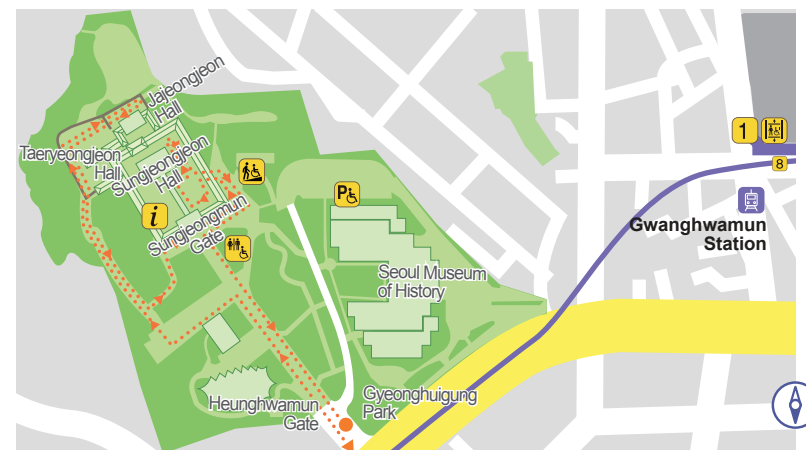 Jajeongjeon
Hall
Taeryeongjeon
Hall
Sungjeongjeon
Hall
i
Sungjeongmun
Gate
P
Seoul Museum
of History
1
8
Gwanghwamun
Station
Heunghwamun
Gate
Gyeonghuigung
Park